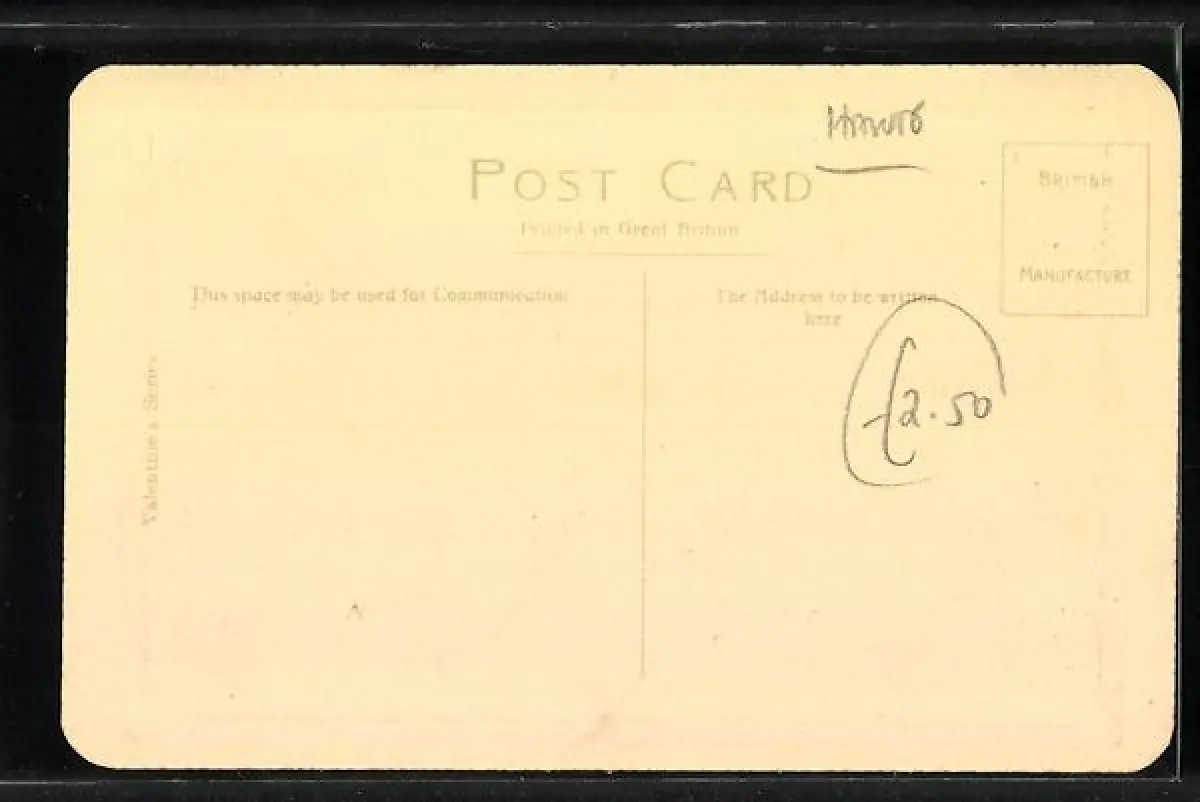 POST CARD
Printed in Great Britain
BRITISH
MANUFACTURE
This space may be used for Communication
The Address to be written
here
Valentine's Series
£2.50